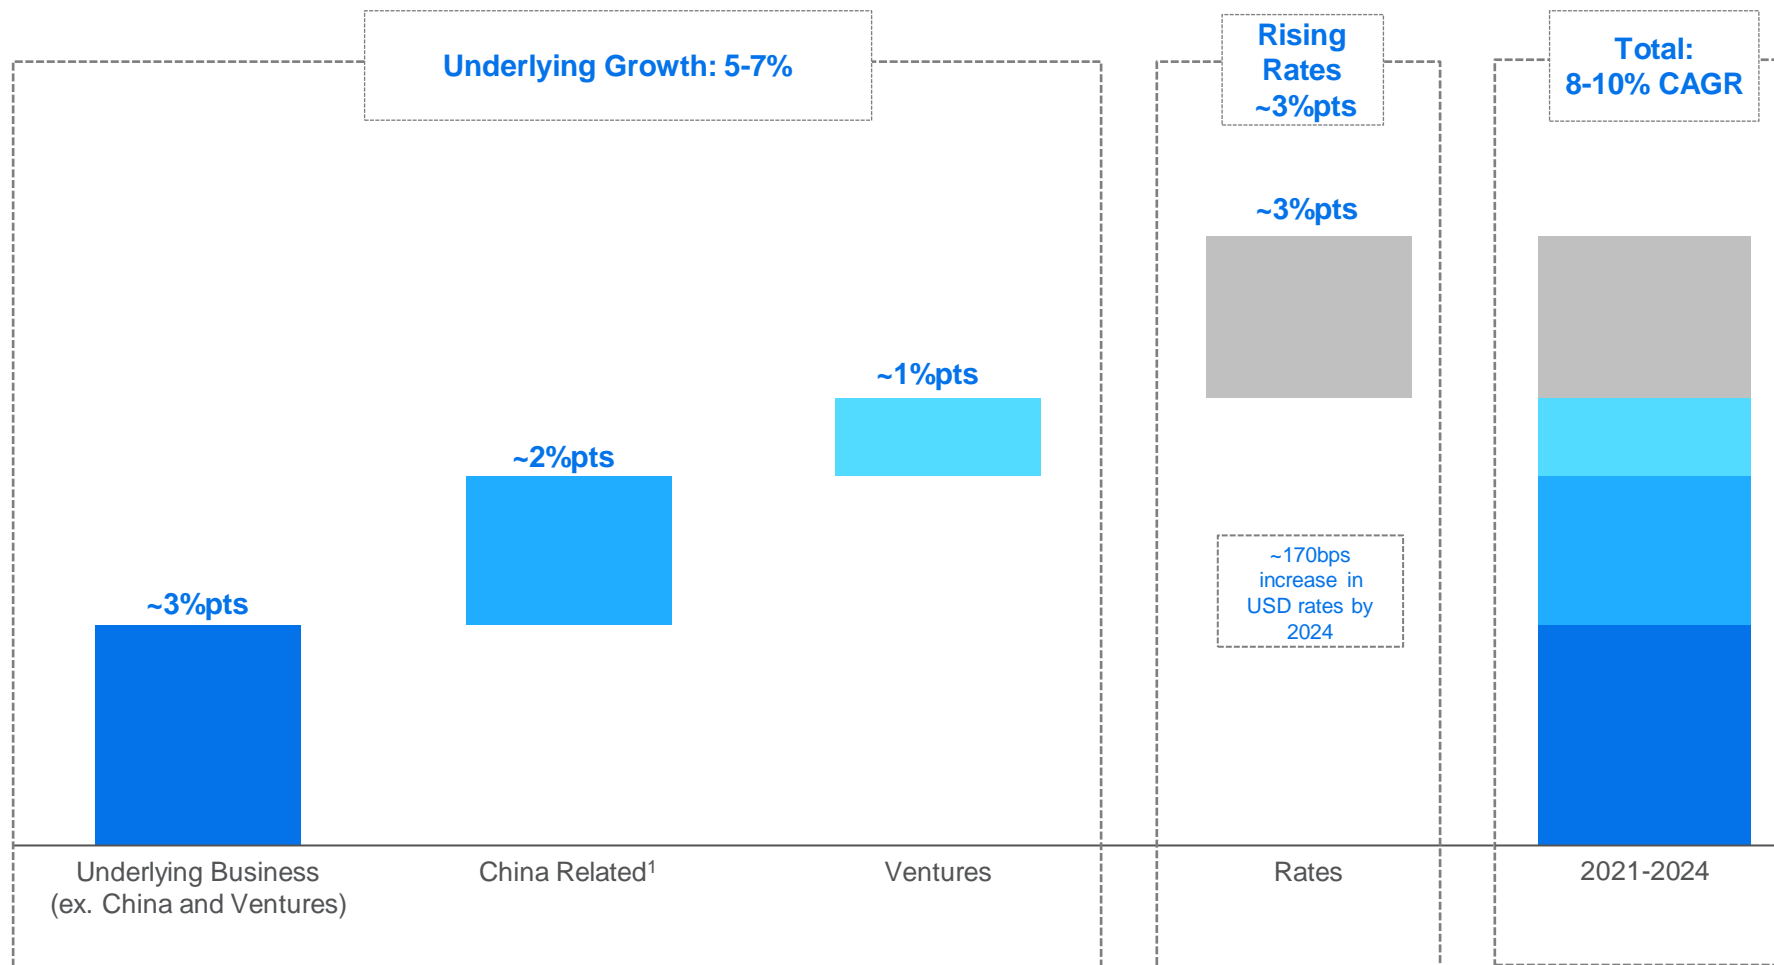 Underlying Growth: 5-7%
Rising
Rates
~3%pts
Total:
8-10% CAGR
~3%pts
~1%pts
~2%pts
~170bps
increase in
USD rates by
2024
~3%pts
Underlying Business
(ex. China and Ventures)
China Related¹
Ventures
Rates
2021-2024